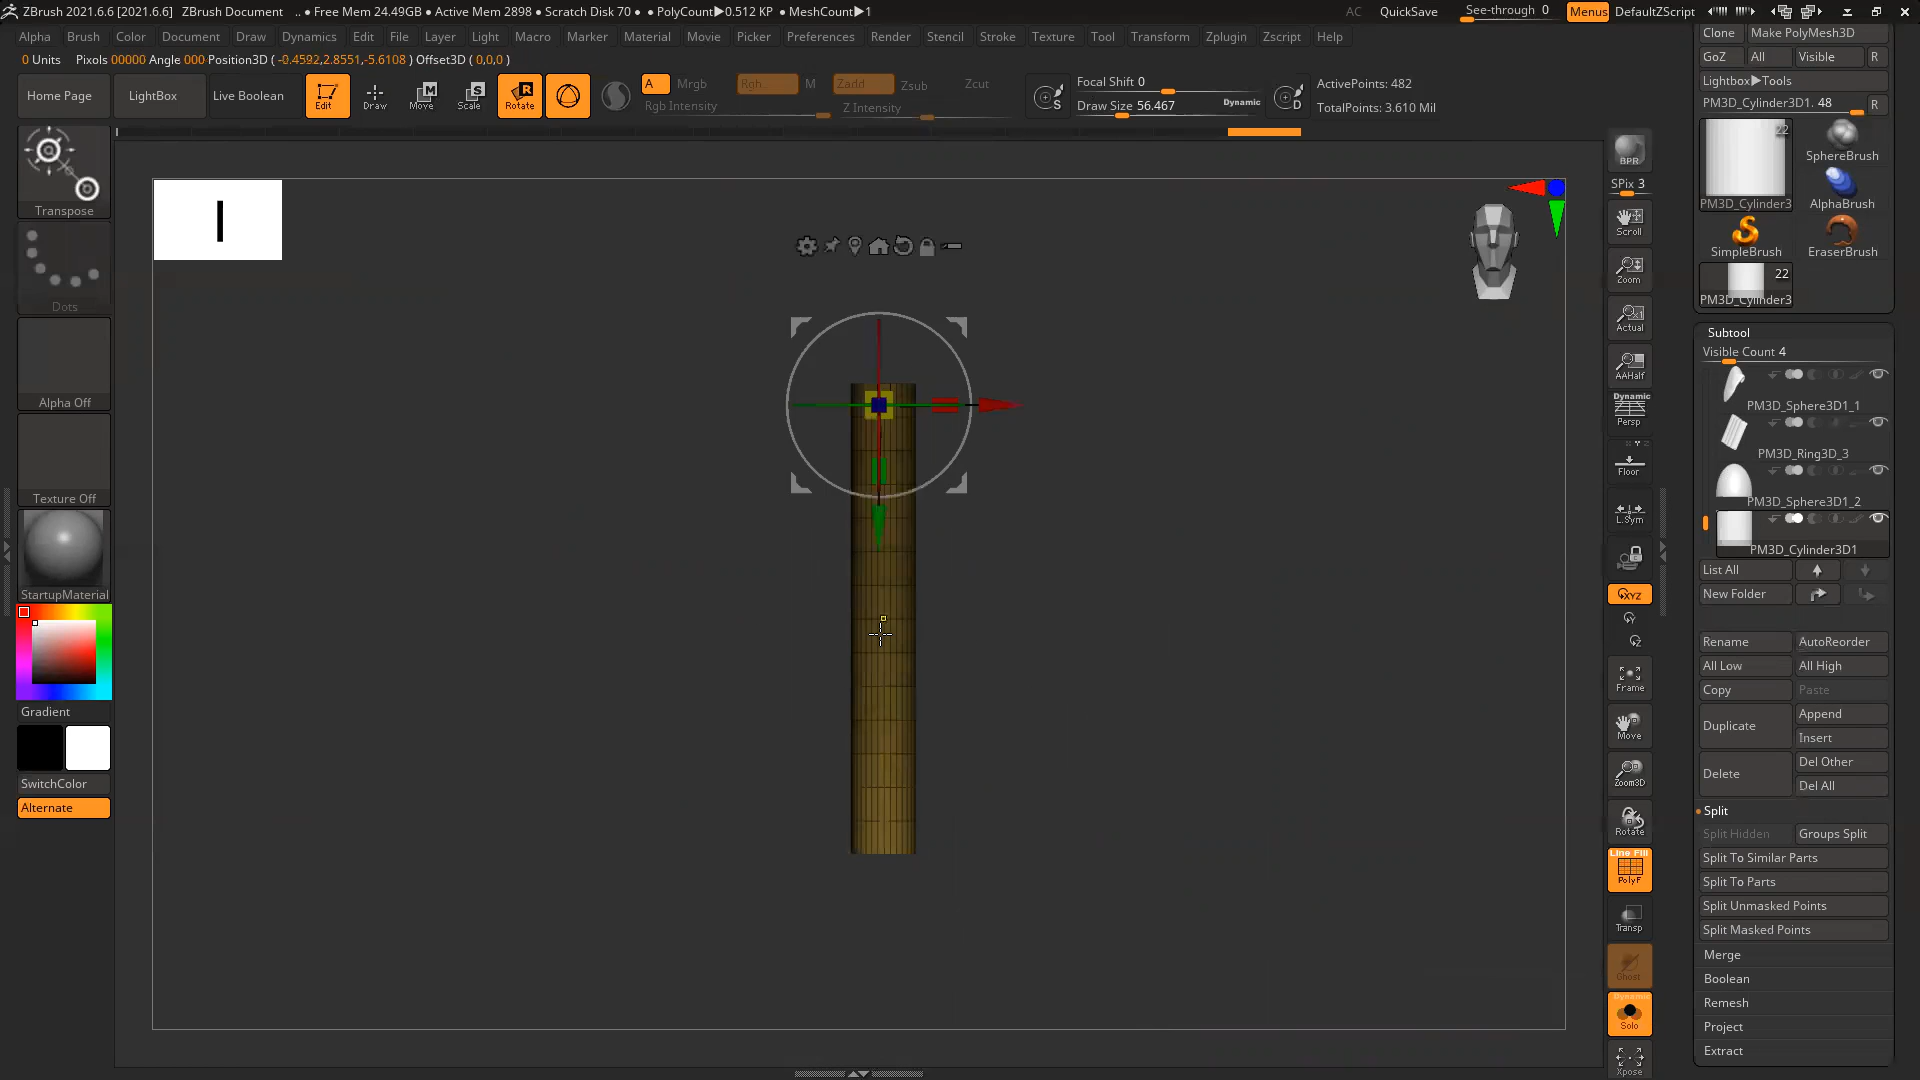 ZBrush 2021.6.6 [2021.6.6] ZBrush Document .. • Free Mem 24.49GB • Active Mem 2898 • Scratch Disk 70 • • PolyCount▶0.512 KP • MeshCount▶1 AC QuickSave See-through 0 Menus DefaultZScript
Alpha Brush Color Document Draw Dynamics Edit File Layer Light Macro Marker Material Movie Picker Preferences Render Stencil Stroke Texture Tool Transform Zplugin Zscript Help
0 Units Pixols 00000 Angle 000 Position3D ( -0.4592,2.8551,-5.6108 ) Offset3D ( 0,0,0 )
Home Page LightBox Live Boolean Edit Draw Move Scale Rotate A Mrgb Rgb M Zadd Zsub Zcut
Rgb Intensity Z Intensity
Focal Shift 0
Draw Size 56.467 Dynamic
ActivePoints: 482
TotalPoints: 3.610 Mil
Transpose
Dots
Alpha Off
Texture Off
StartupMaterial
Gradient
SwitchColor
Alternate
BPR
SPix 3
Scroll
Zoom
Actual
AAHalf
Dynamic
Persp
Floor
L.Sym
XYZ
Y
Z
Frame
Move
Zoom3D
Rotate
Line Fill
PolyF
Transp
Ghost
Dynamic
Solo
Xpose
Clone Make PolyMesh3D
GoZ All Visible R
Lightbox▶Tools
PM3D_Cylinder3D1. 48 R
22
PM3D_Cylinder3
SphereBrush
AlphaBrush
SimpleBrush
EraserBrush
22
PM3D_Cylinder3
Subtool
Visible Count 4
PM3D_Sphere3D1_1
PM3D_Ring3D_3
PM3D_Sphere3D1_2
PM3D_Cylinder3D1
List All
New Folder
Rename AutoReorder
All Low All High
Copy Paste
Duplicate Append
Insert
Delete Del Other
Del All
Split
Split Hidden Groups Split
Split To Similar Parts
Split To Parts
Split Unmasked Points
Split Masked Points
Merge
Boolean
Remesh
Project
Extract